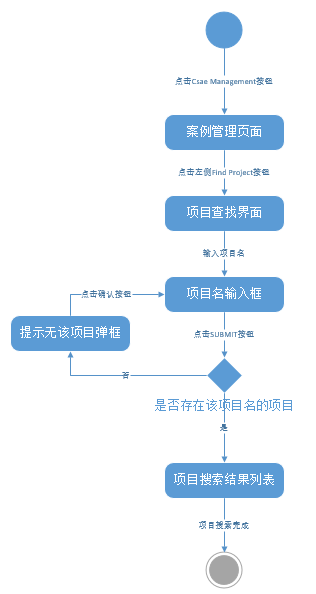 点击Csae Management按钮
案例管理页面
点击左侧Find Project按钮
项目查找界面
输入项目名
点击确认按钮
项目名输入框
提示无该项目弹框
点击SUBMIT按钮
否
是否存在该项目名的项目
是
项目搜索结果列表
项目搜索完成